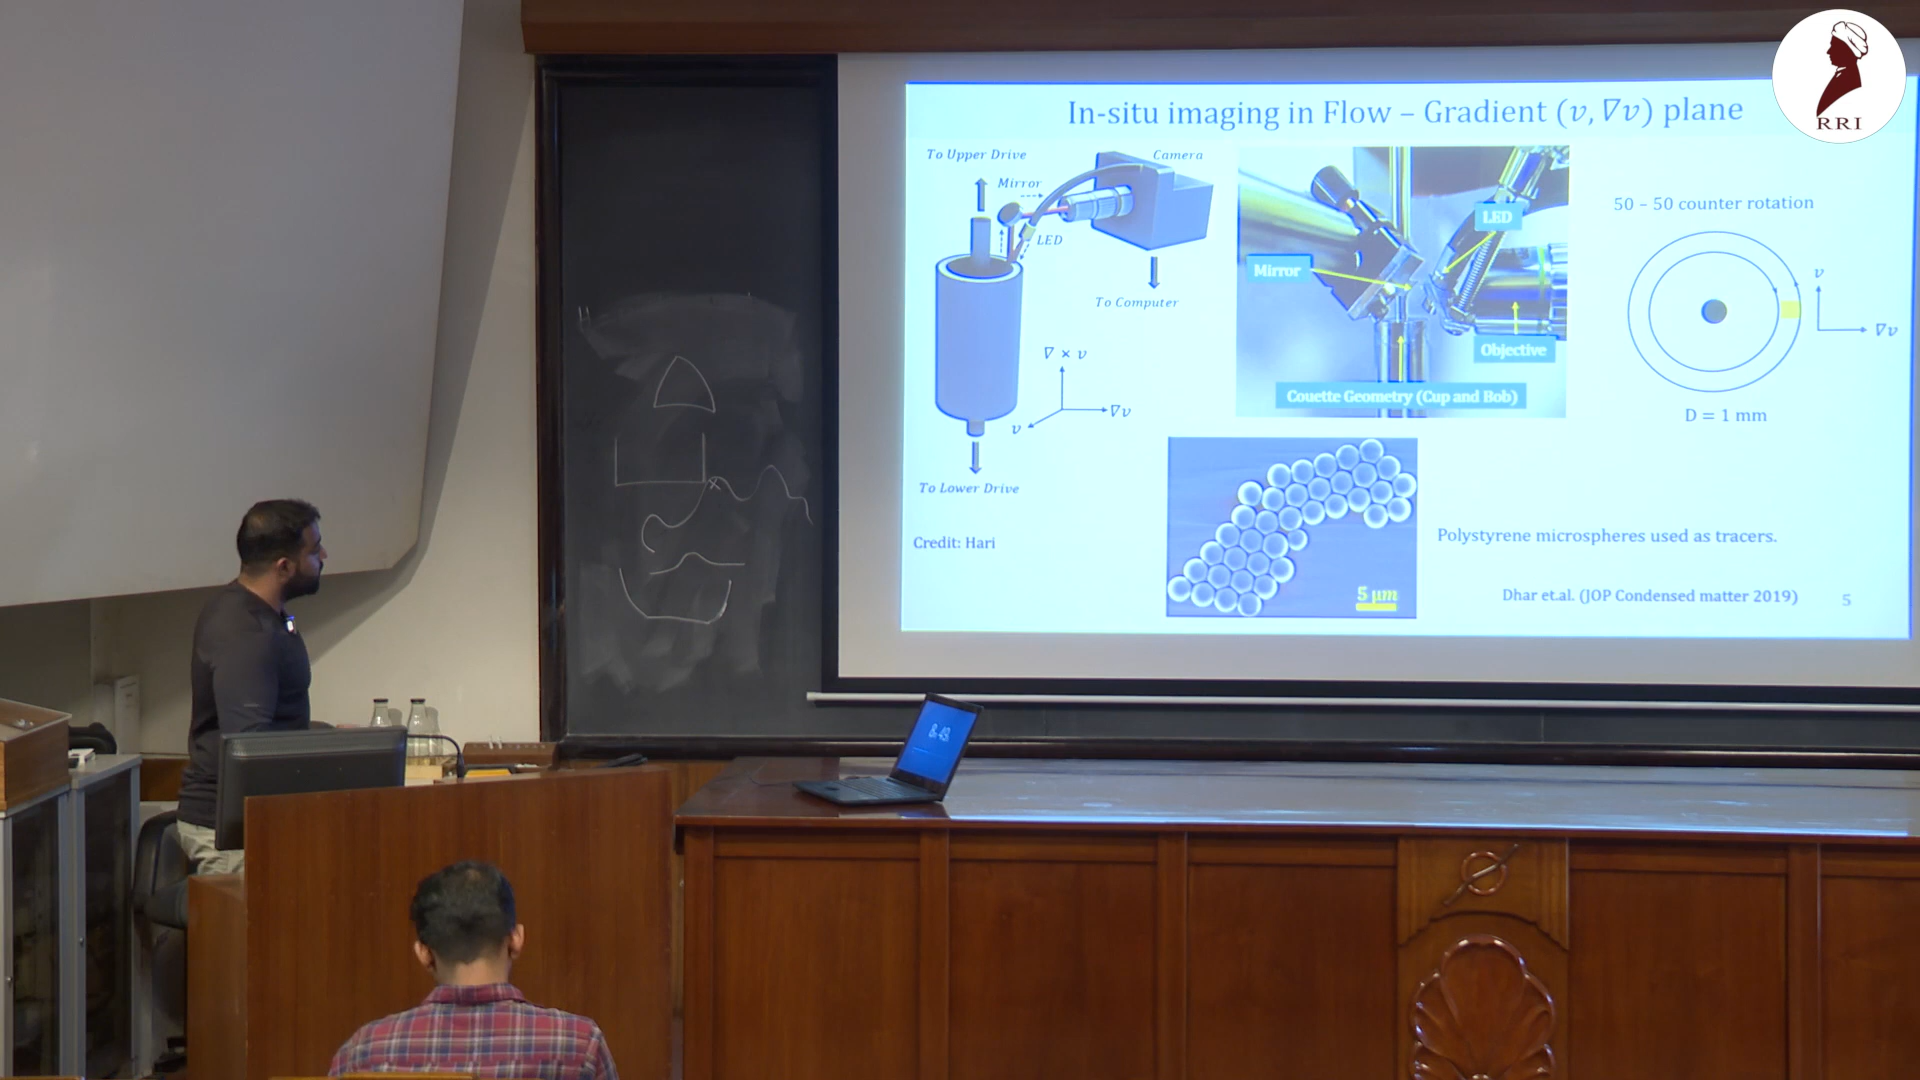 RRI
In-situ imaging in Flow – Gradient (v, ∇v) plane
To Upper Drive
Mirror
Camera
LED
To Computer
∇ × v
∇v
v
To Lower Drive
Credit: Hari
LED
Mirror
Objective
Couette Geometry (Cup and Bob)
50 – 50 counter rotation
v
∇v
D = 1 mm
5 μm
Polystyrene microspheres used as tracers.
Dhar et.al. (JOP Condensed matter 2019)
5
8:49